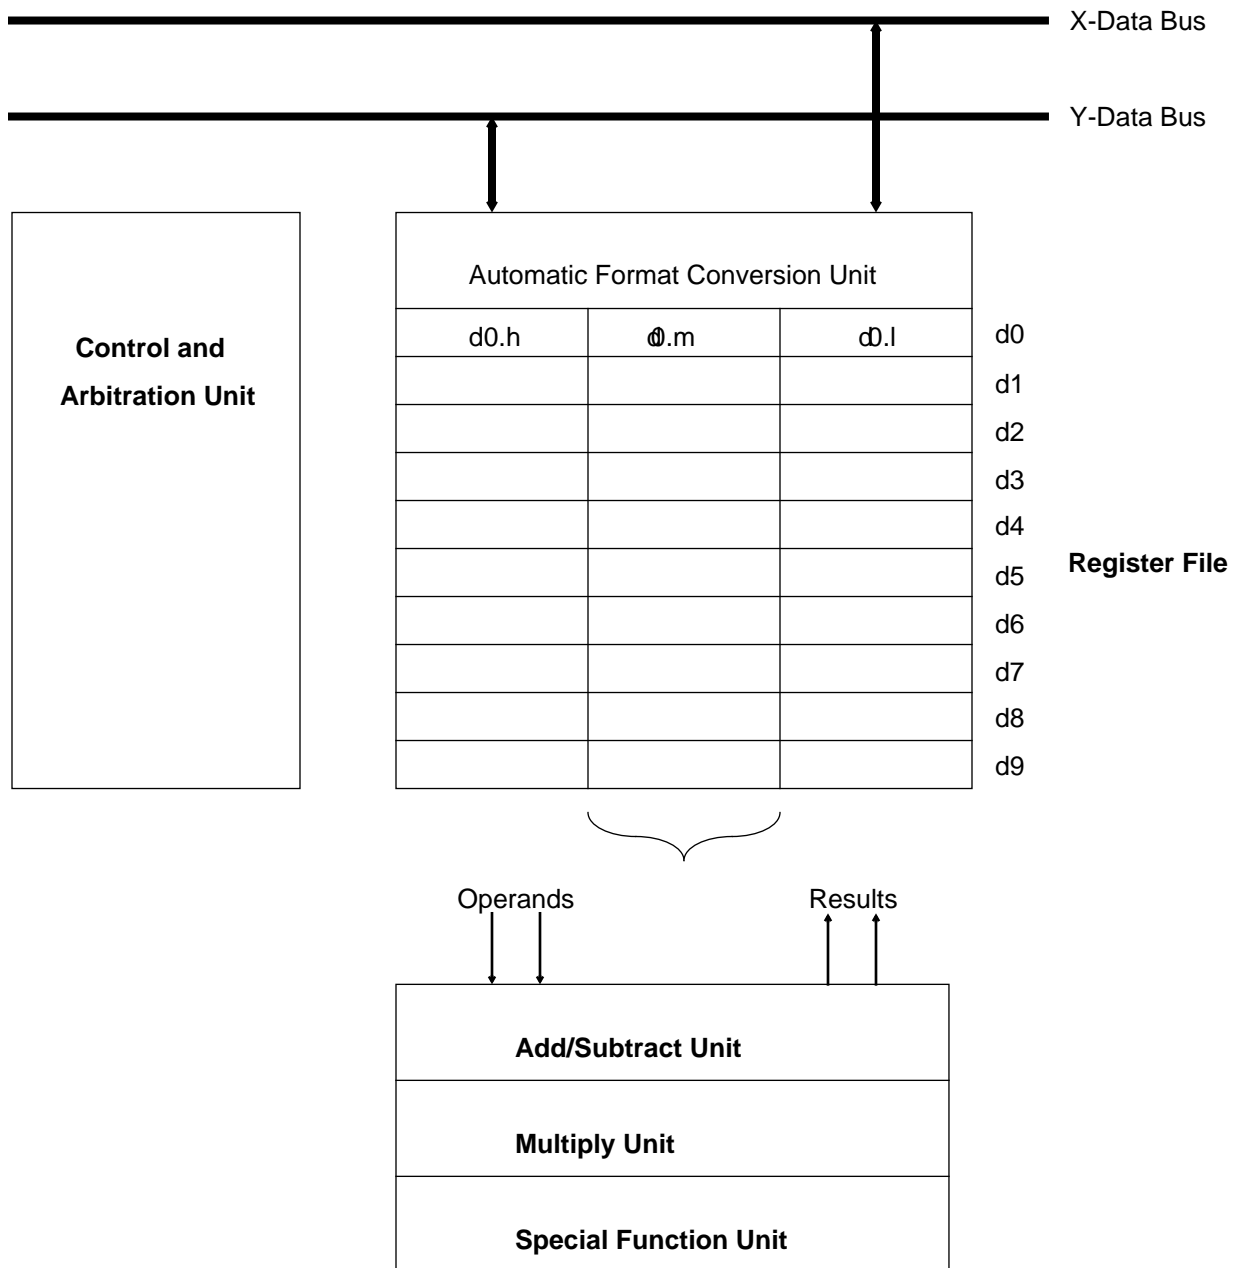 X-Data Bus
Y-Data Bus
Automatic Format Conversion Unit
Control and
Arbitration Unit
d0.h d0.m d0.l d0
d1
d2
d3
d4
d5
Register File
d6
d7
d8
d9
Operands Results
Add/Subtract Unit
Multiply Unit
Special Function Unit